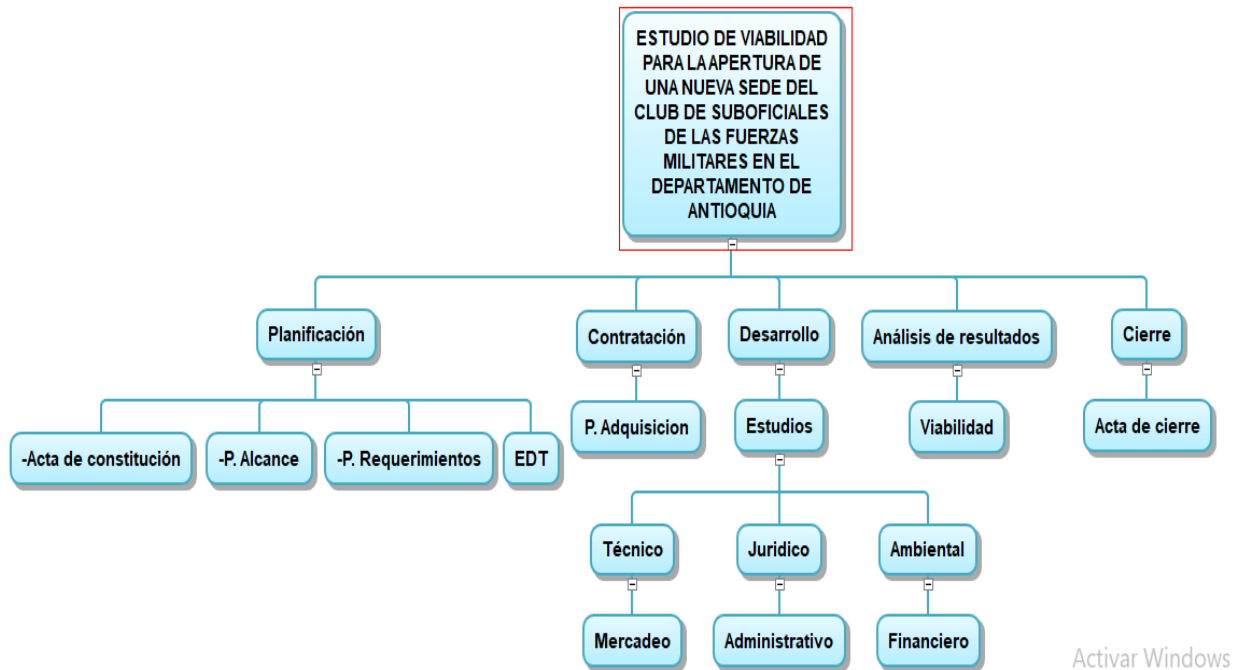 ESTUDIO DE VIABILIDAD
PARA LA APERTURA DE
UNA NUEVA SEDE DEL
CLUB DE SUBOFICIALES
DE LAS FUERZAS
MILITARES EN EL
DEPARTAMENTO DE
ANTIOQUIA
Planificación
Contratación
Desarrollo
Análisis de resultados
Cierre
-Acta de constitución
-P. Alcance
-P. Requerimientos
EDT
P. Adquisicion
Estudios
Viabilidad
Acta de cierre
Técnico
Juridico
Ambiental
Mercadeo
Administrativo
Financiero
Activar Windows